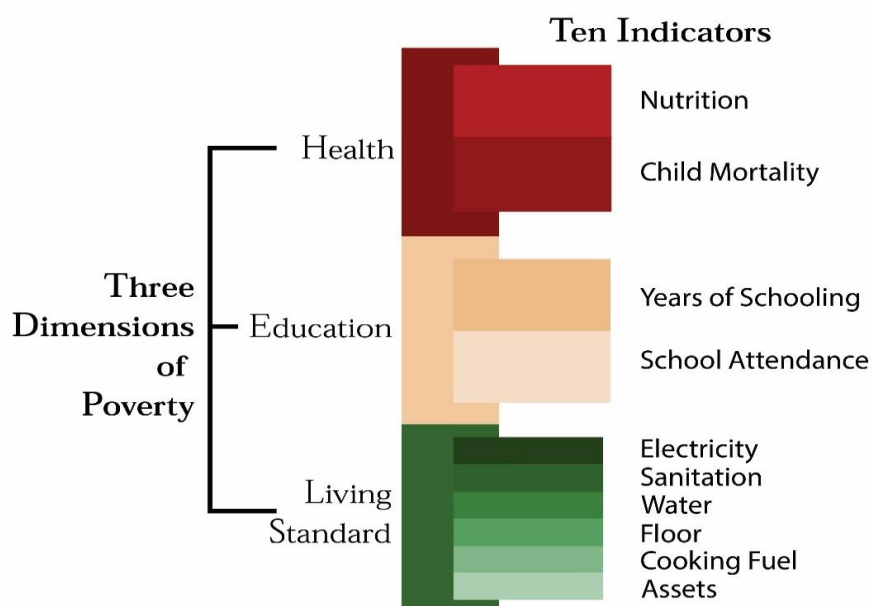 Ten Indicators
Three
Dimensions
of
Poverty
Health
Nutrition
Child Mortality
Education
Years of Schooling
School Attendance
Living
Standard
Electricity
Sanitation
Water
Floor
Cooking Fuel
Assets